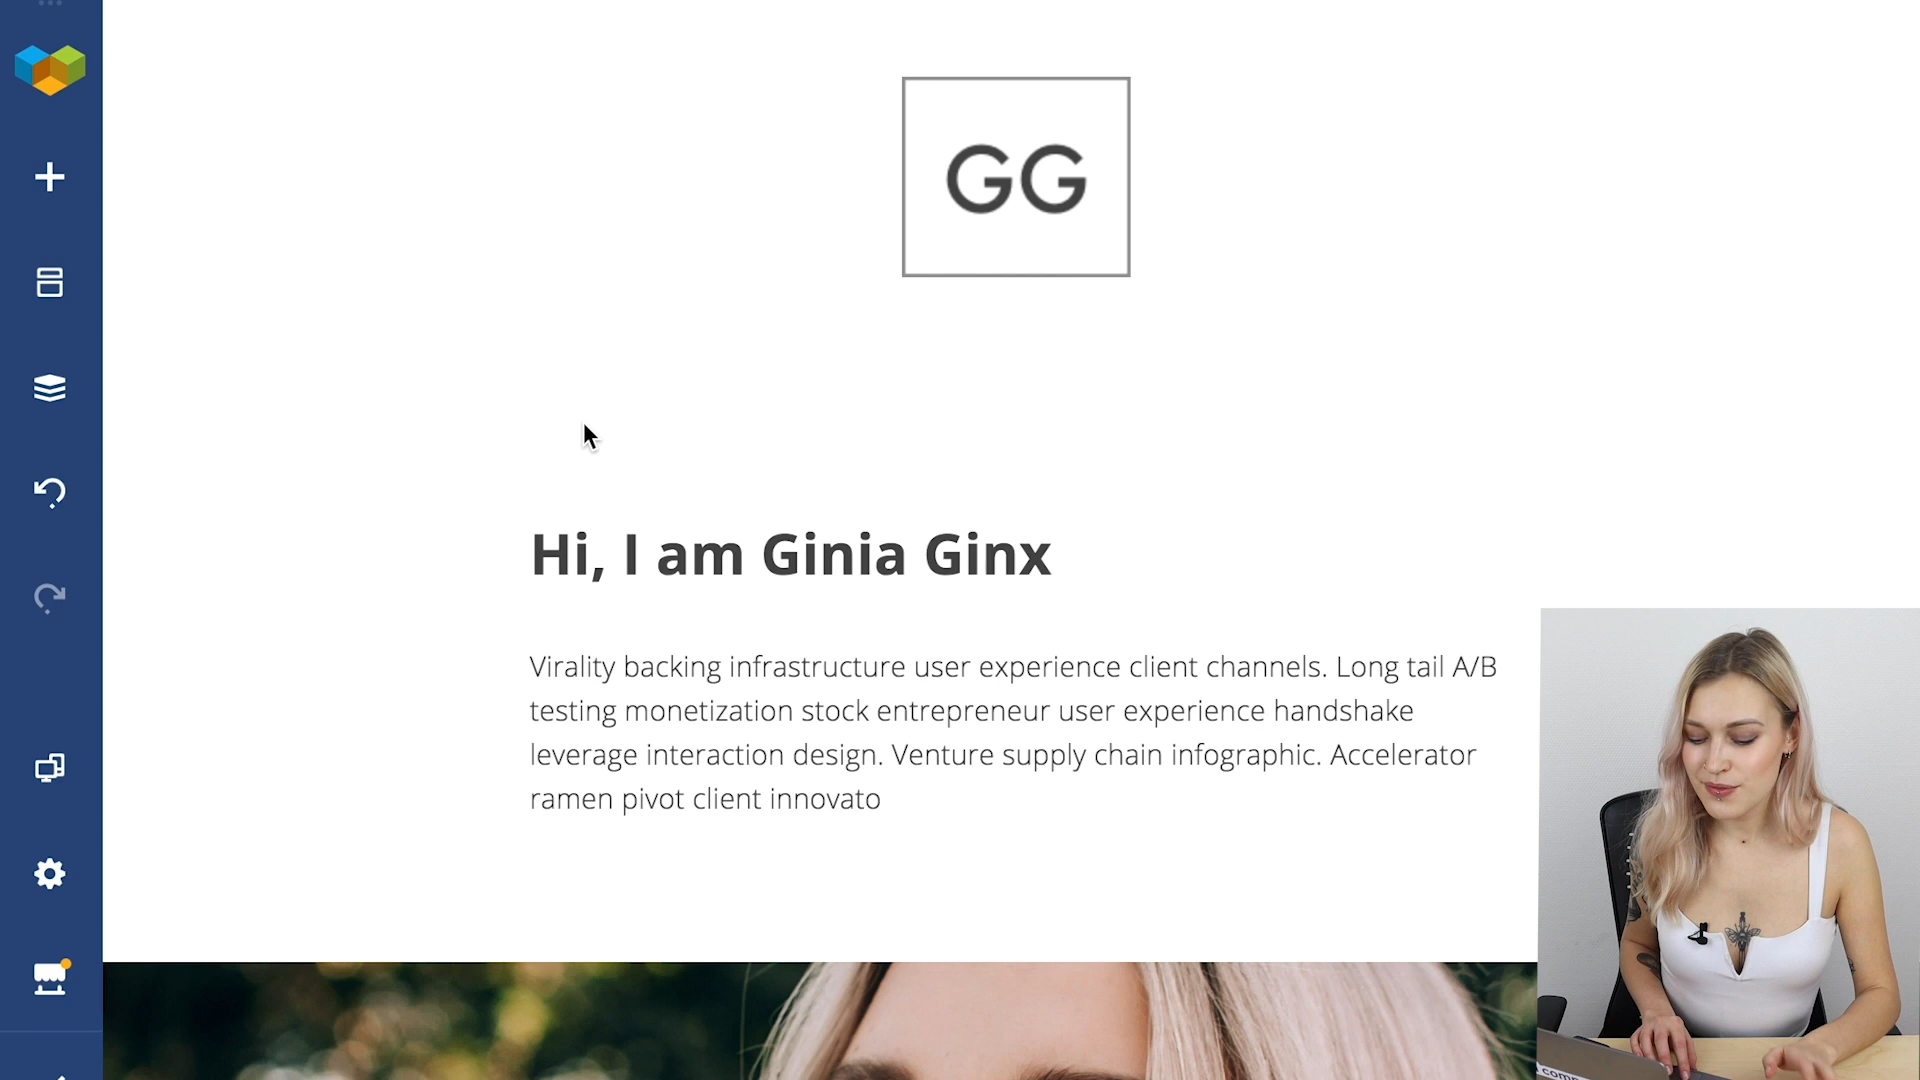 GG
Hi, I am Ginia Ginx
Virality backing infrastructure user experience client channels. Long tail A/B
testing monetization stock entrepreneur user experience handshake
leverage interaction design. Venture supply chain infographic. Accelerator
ramen pivot client innovato